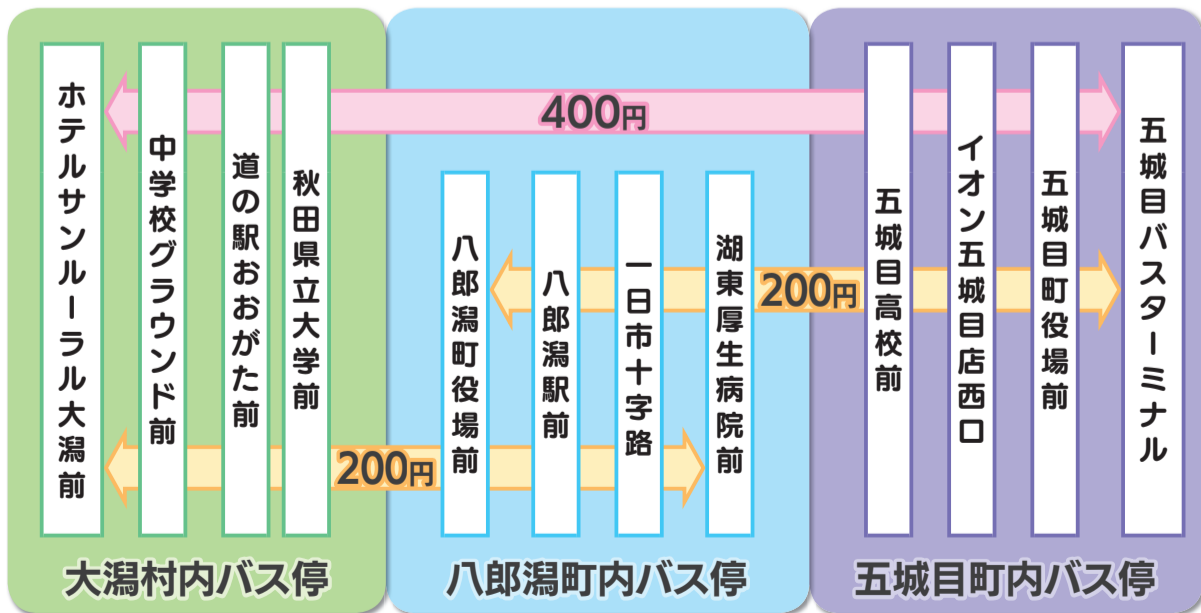 400円
ホテルサンルーラル大潟前
中学校グラウンド前
道の駅おおがた前
秋田県立大学前
八郎潟町役場前
八郎潟駅前
一日市十字路
湖東厚生病院前
五城目高校前
イオン五城目店西口
五城目町役場前
五城目バスターミナル
200円
200円
大潟村内バス停
八郎潟町内バス停
五城目町内バス停